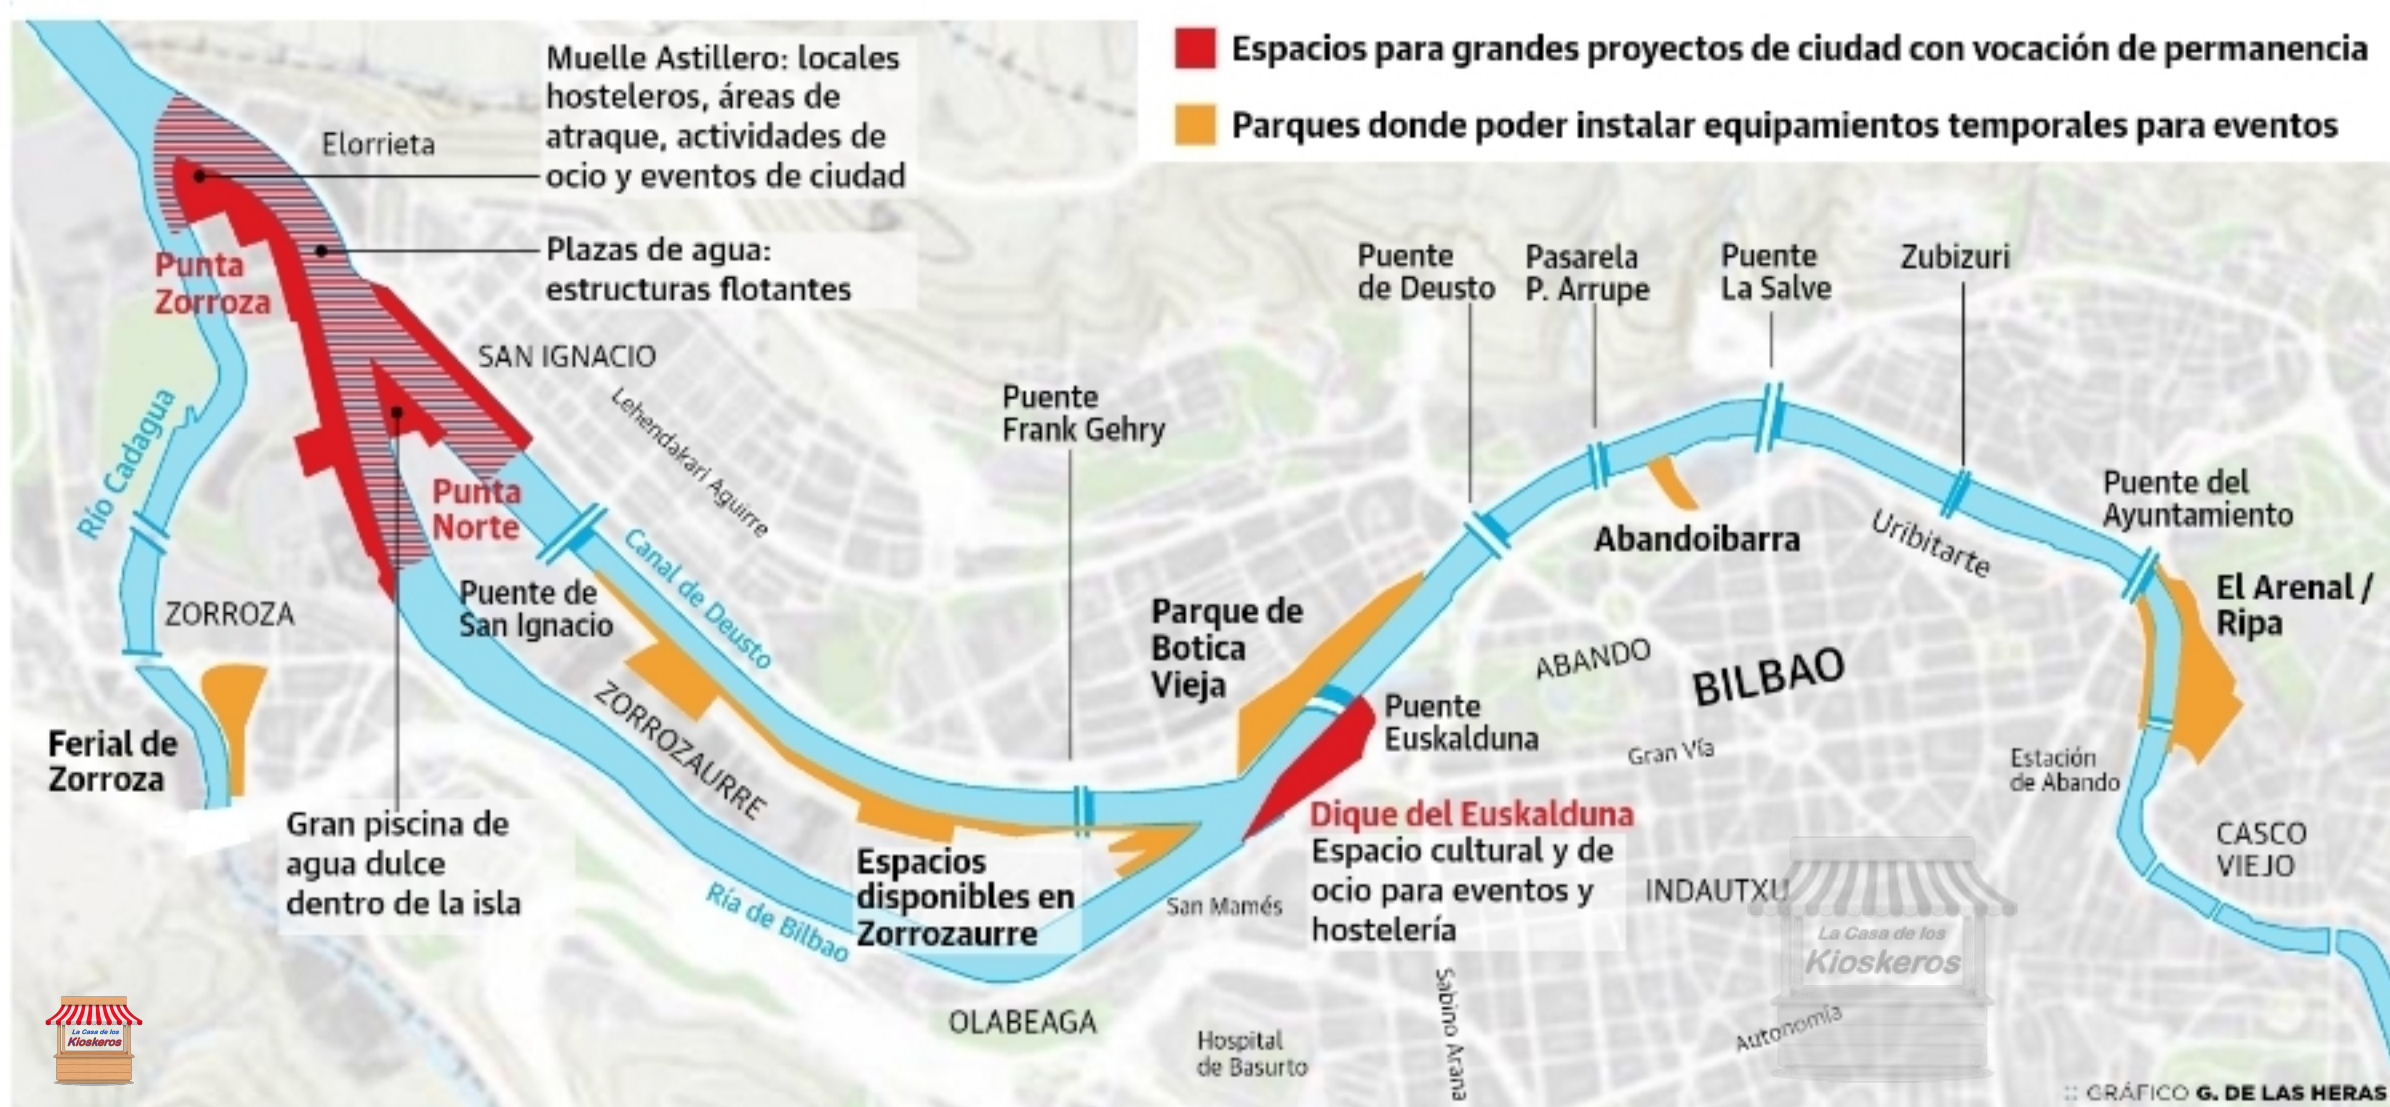 Espacios para grandes proyectos de ciudad con vocación de permanencia
Parques donde poder instalar equipamientos temporales para eventos
Muelle Astillero: locales
hosteleros, áreas de
atraque, actividades de
ocio y eventos de ciudad
Elorrieta
Plazas de agua:
estructuras flotantes
Punta
Zorroza
SAN IGNACIO
Lehendakari Aguirre
Río Cadagua
Punta
Norte
Puente de
San Ignacio
Canal de Deusto
ZORROZA
Ferial de
Zorroza
ZORROZAURRE
Gran piscina de
agua dulce
dentro de la isla
Ría de Bilbao
Espacios
disponibles en
Zorrozaurre
Puente
Frank Gehry
Puente
de Deusto
Pasarela
P. Arrupe
Puente
La Salve
Zubizuri
Puente del
Ayuntamiento
Uribitarte
Abandoibarra
El Arenal /
Ripa
Parque de
Botica
Vieja
ABANDO
BILBAO
Puente
Euskalduna
Gran Vía
Estación
de Abando
CASCO
VIEJO
Dique del Euskalduna
Espacio cultural y de
ocio para eventos y
hostelería
San Mamés
INDAUTXU
OLABEAGA
Hospital
de Basurto
Sabino Arana
Autonomía
La Casa de los
Kioskeros
La Casa de los
Kioskeros
:: GRÁFICO G. DE LAS HERAS